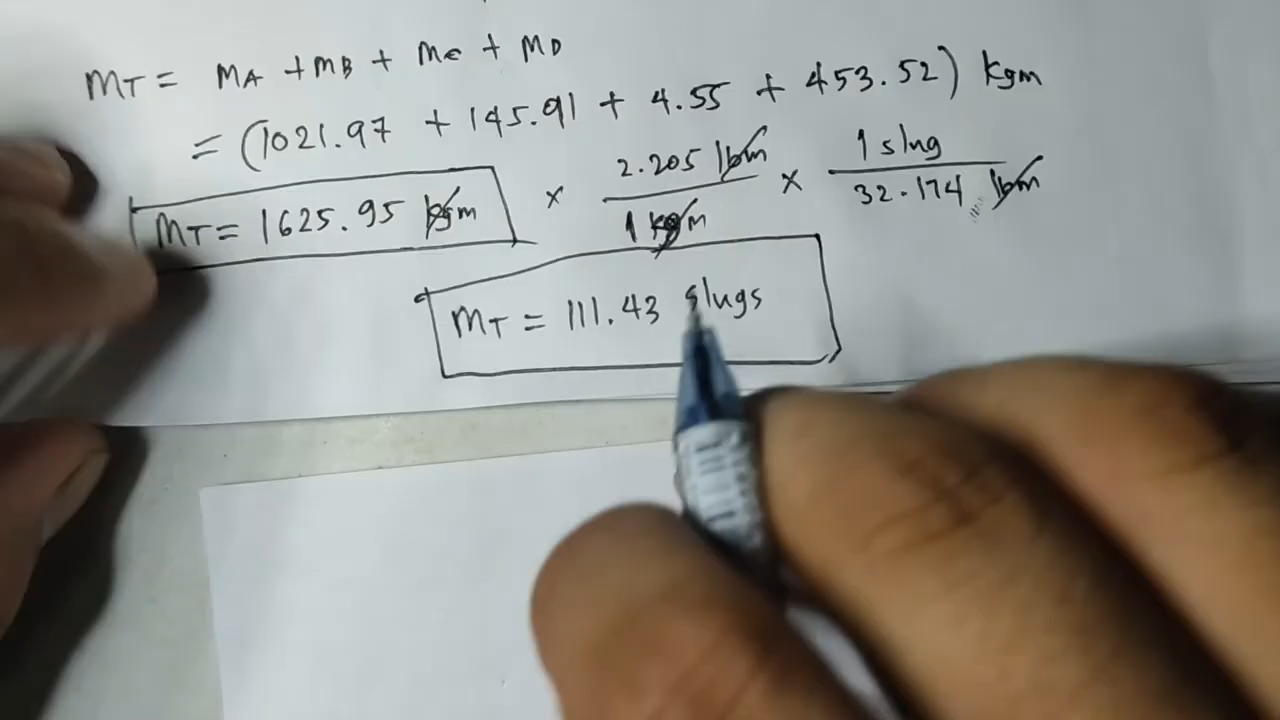 MT = MA + MB + MC + MD
= (1021.97 + 145.91 + 4.55 + 453.52) kgm
MT = 1625.95 kgm × 2.205 lbm / 1 kgm × 1 slug / 32.174 lbm
MT = 111.43 slugs